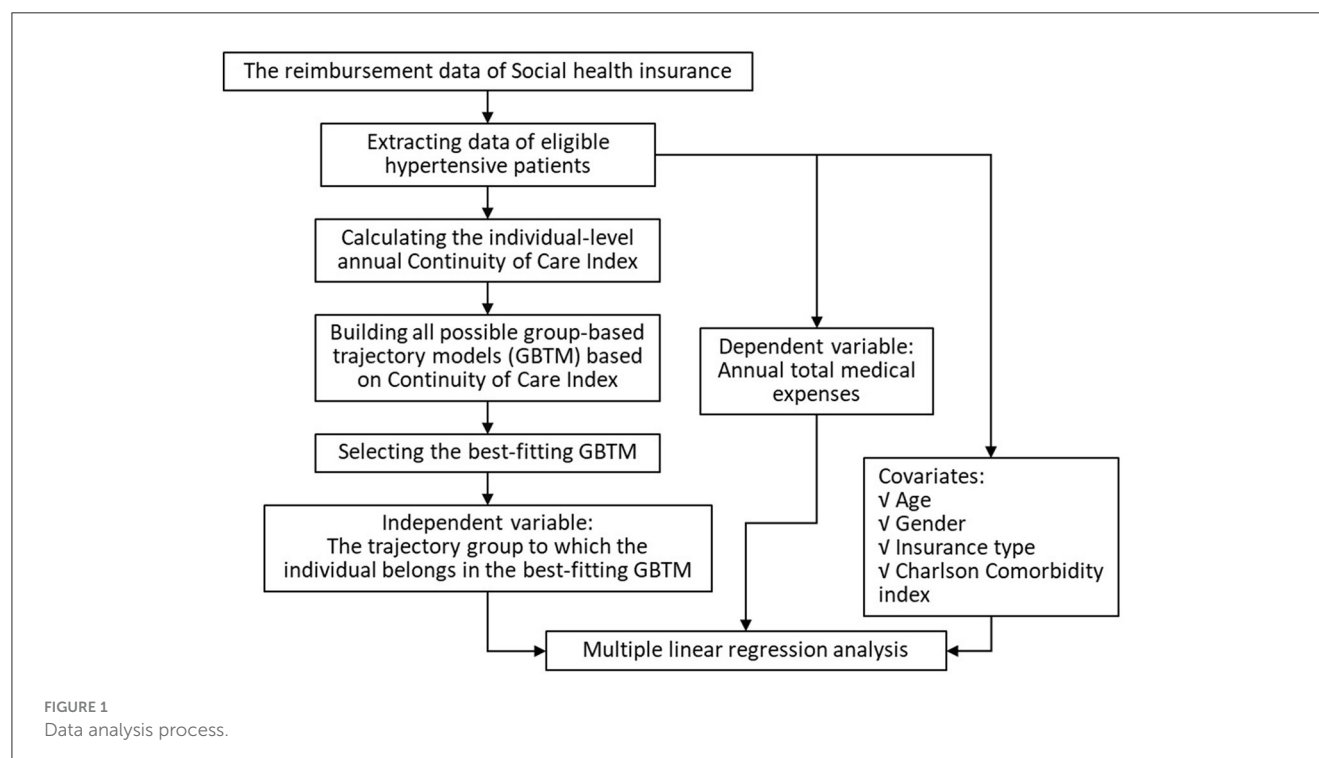 The reimbursement data of Social health insurance
Extracting data of eligible
hypertensive patients
Calculating the individual-level
annual Continuity of Care Index
Building all possible group-based
trajectory models (GBTM) based
on Continuity of Care Index
Selecting the best-fitting GBTM
Independent variable:
The trajectory group to which the
individual belongs in the best-fitting GBTM
Dependent variable:
Annual total medical
expenses
Covariates:
√ Age
√ Gender
√ Insurance type
√ Charlson Comorbidity
index
Multiple linear regression analysis
FIGURE 1
Data analysis process.